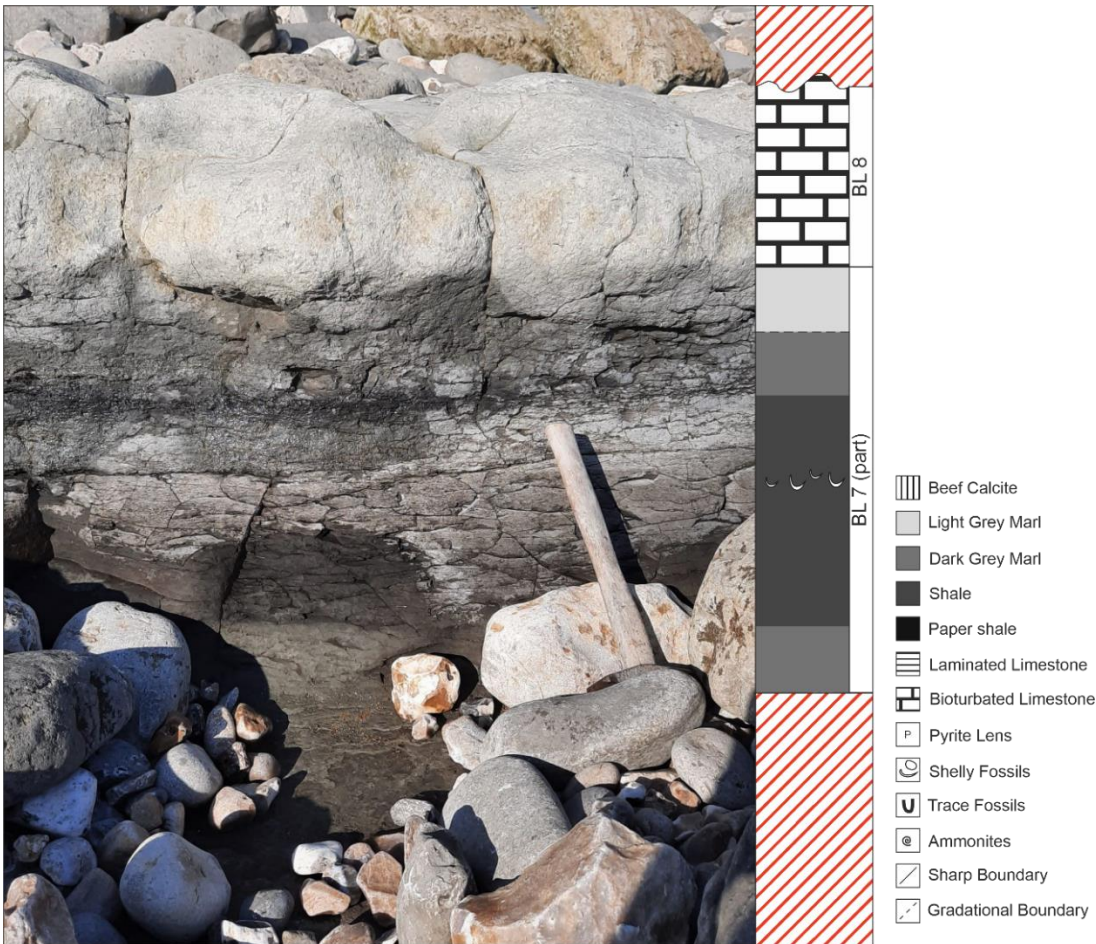 BL 8
BL 7 (part)
Beef Calcite
Light Grey Marl
Dark Grey Marl
Shale
Paper shale
Laminated Limestone
Bioturbated Limestone
P
Pyrite Lens
Shelly Fossils
Trace Fossils
@
Ammonites
Sharp Boundary
Gradational Boundary